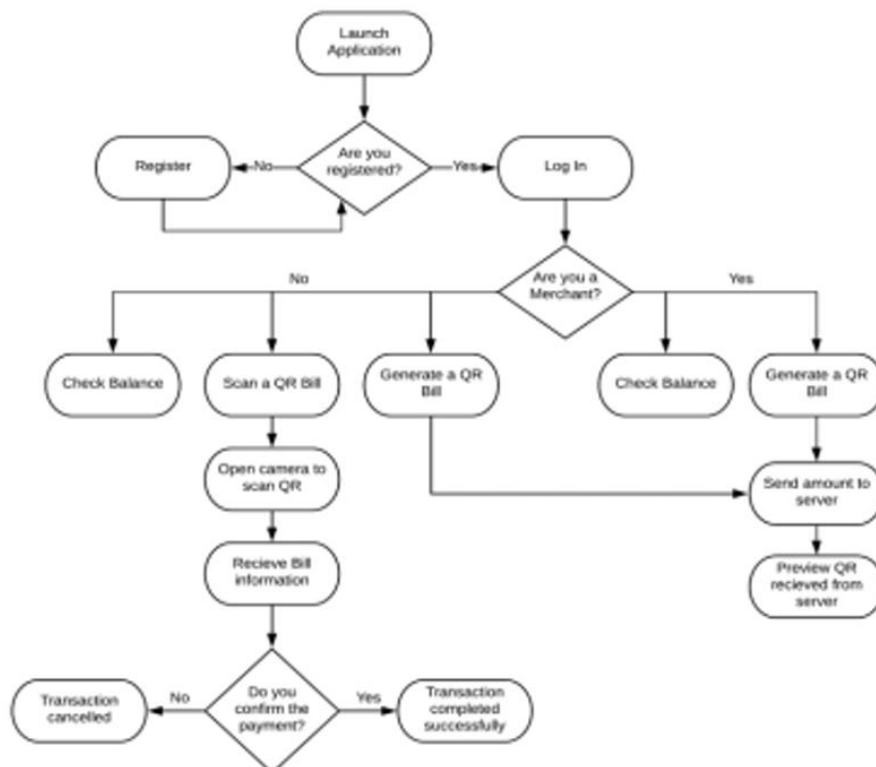 Launch
Application
Are you
registered?
Register
No
Yes
Log In
Are you a
Merchant?
No
Yes
Check Balance
Scan a QR Bill
Generate a QR
Bill
Check Balance
Generate a QR
Bill
Open camera to
scan QR
Send amount to
server
Recieve Bill
information
Preview QR
recieved from
server
Do you
confirm the
payment?
No
Yes
Transaction
cancelled
Transaction
completed
successfully